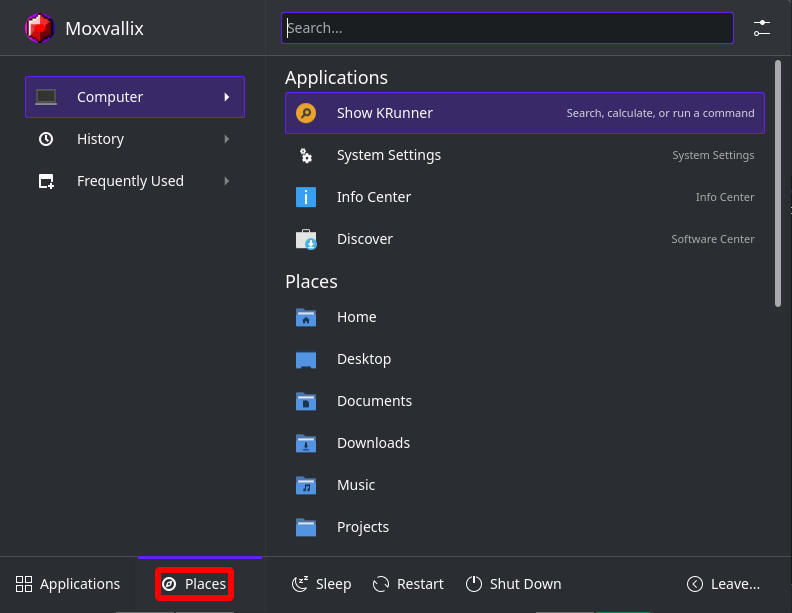 Moxvallix
Search...
Computer
History
Frequently Used
Applications
Show KRunner Search, calculate, or run a command
System Settings System Settings
Info Center Info Center
Discover Software Center
Places
Home
Desktop
Documents
Downloads
Music
Projects
Applications Places Sleep Restart Shut Down Leave...